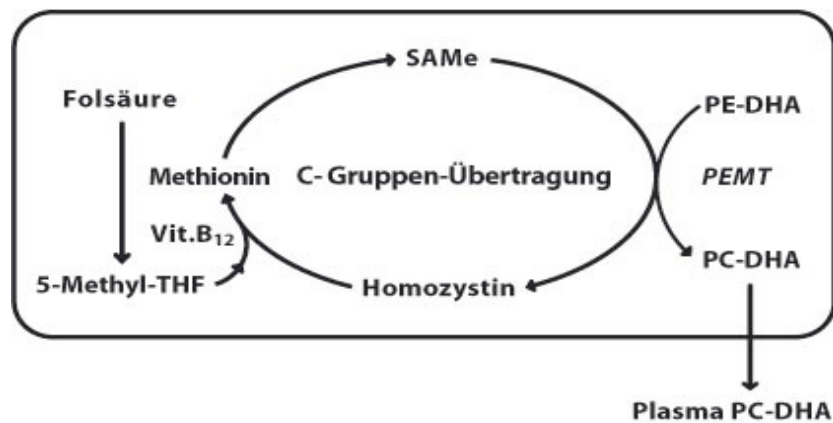 SAMe
Folsäure
PE-DHA
Methionin
C-Gruppen-Übertragung
PEMT
Vit.B₁₂
PC-DHA
5-Methyl-THF
Homozystin
Plasma PC-DHA